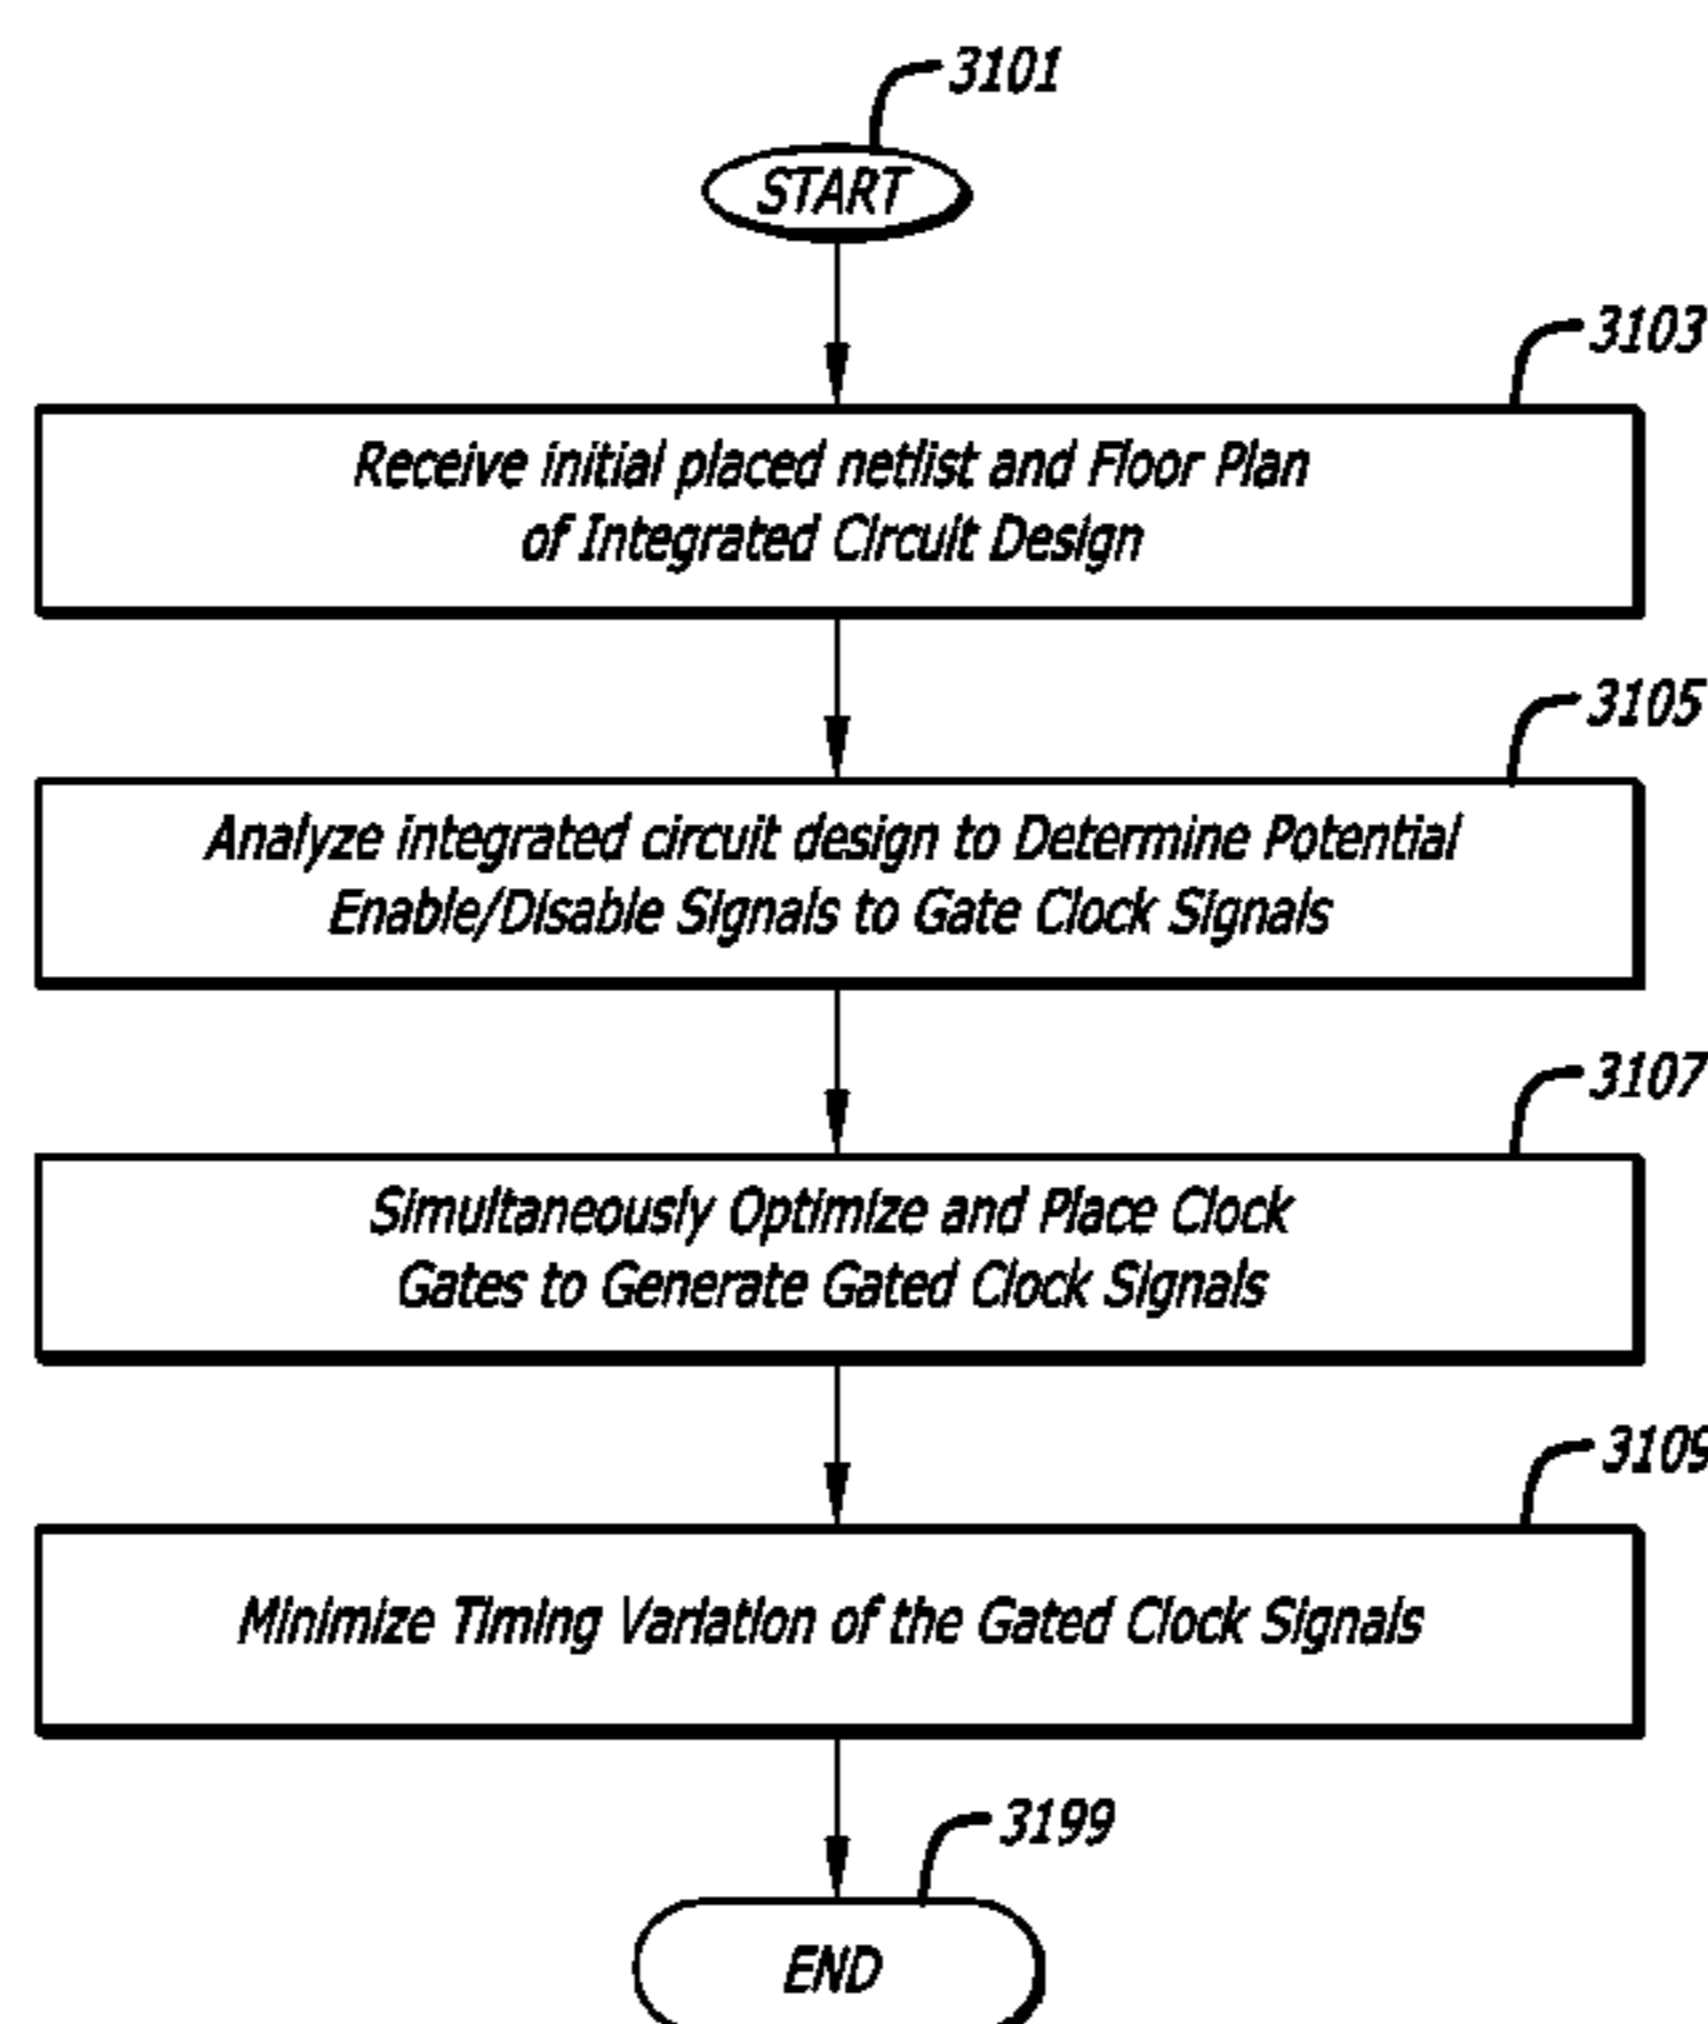 3101
START
3103
Receive initial placed netlist and Floor Plan
of Integrated Circuit Design
3105
Analyze integrated circuit design to Determine Potential
Enable/Disable Signals to Gate Clock Signals
3107
Simultaneously Optimize and Place Clock
Gates to Generate Gated Clock Signals
3109
Minimize Timing Variation of the Gated Clock Signals
3199
END